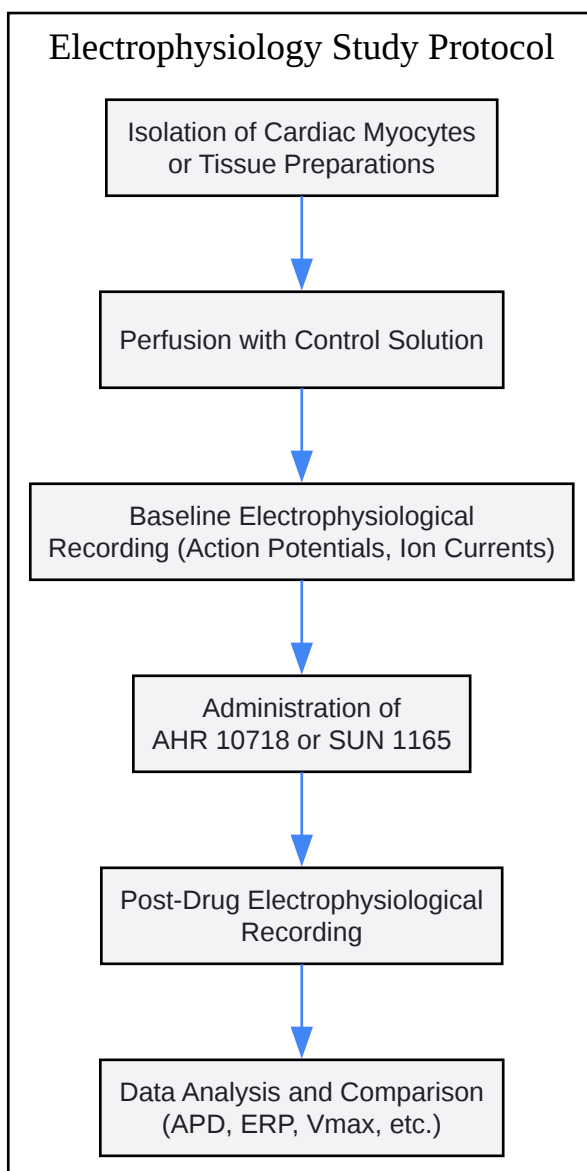 Electrophysiology Study Protocol
Isolation of Cardiac Myocytes
or Tissue Preparations
Perfusion with Control Solution
Baseline Electrophysiological
Recording (Action Potentials, Ion Currents)
Administration of
AHR 10718 or SUN 1165
Post-Drug Electrophysiological
Recording
Data Analysis and Comparison
(APD, ERP, Vmax, etc.)